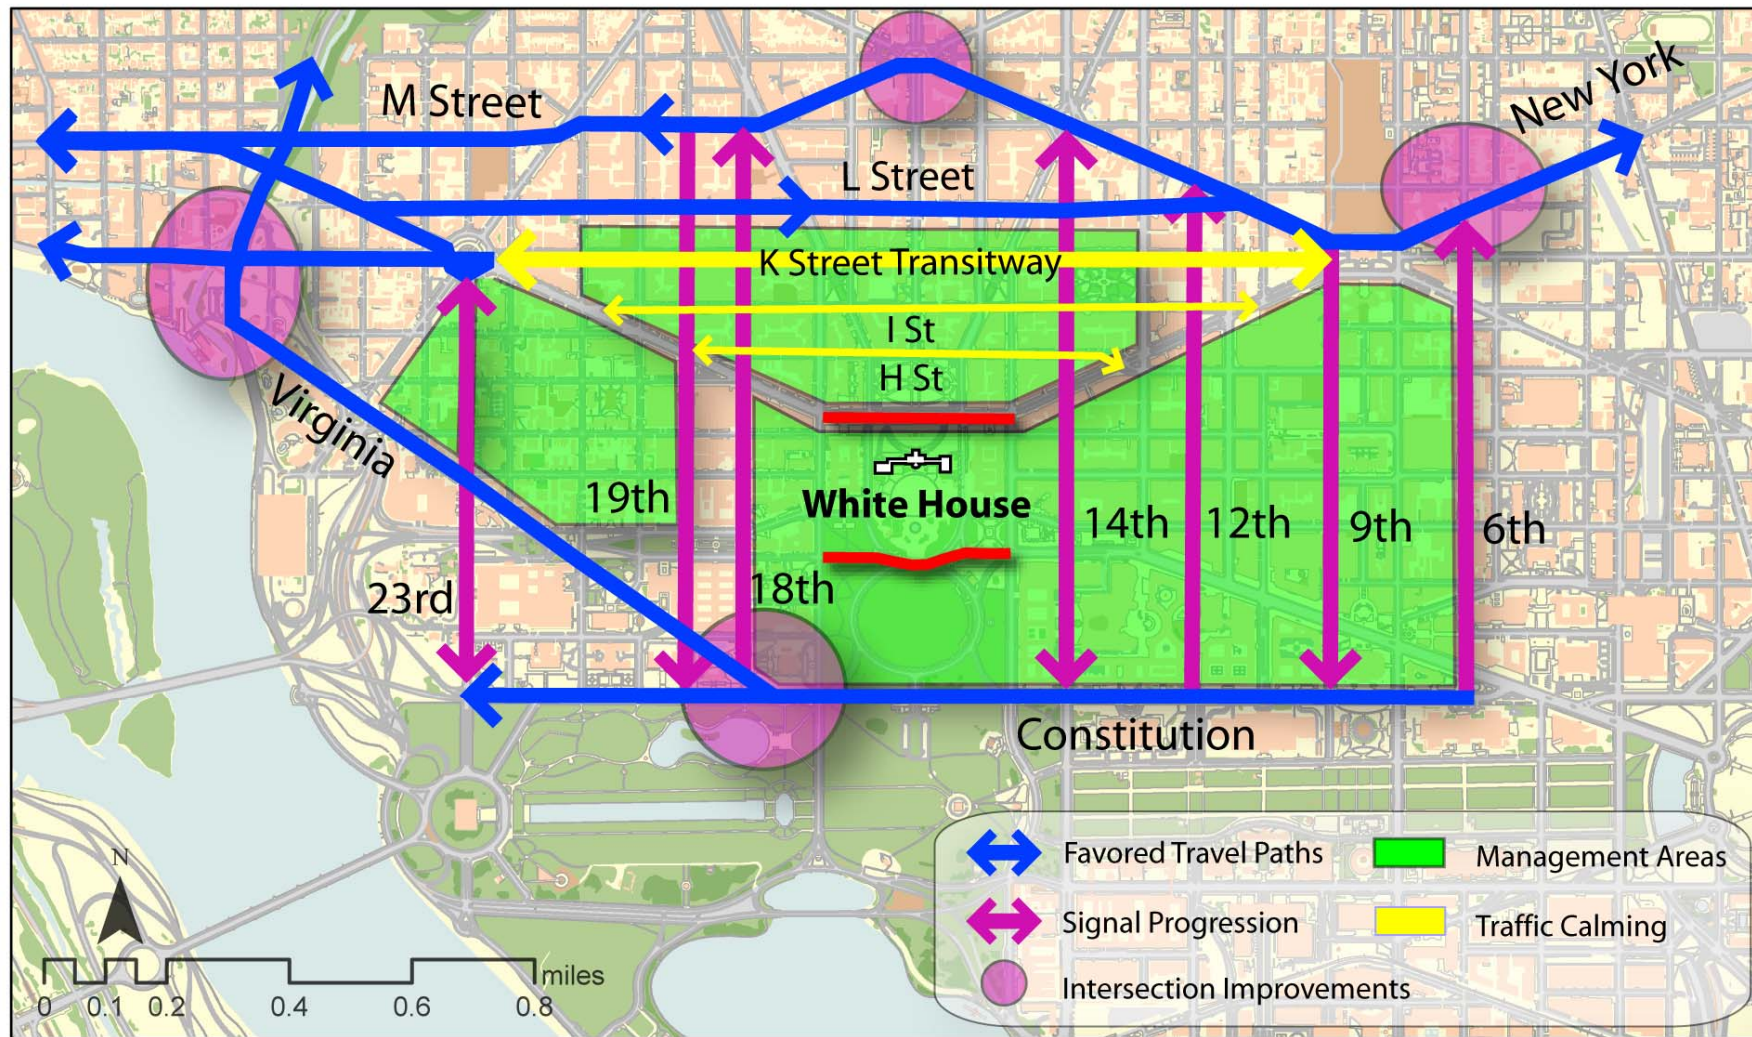 New York
M Street
L Street
K Street Transitway
I St
H St
Virginia
White House
19th
14th
12th
9th
6th
23rd
18th
Constitution
N
miles
0
0.1
0.2
0.4
0.6
0.8
Favored Travel Paths
Management Areas
Signal Progression
Traffic Calming
Intersection Improvements